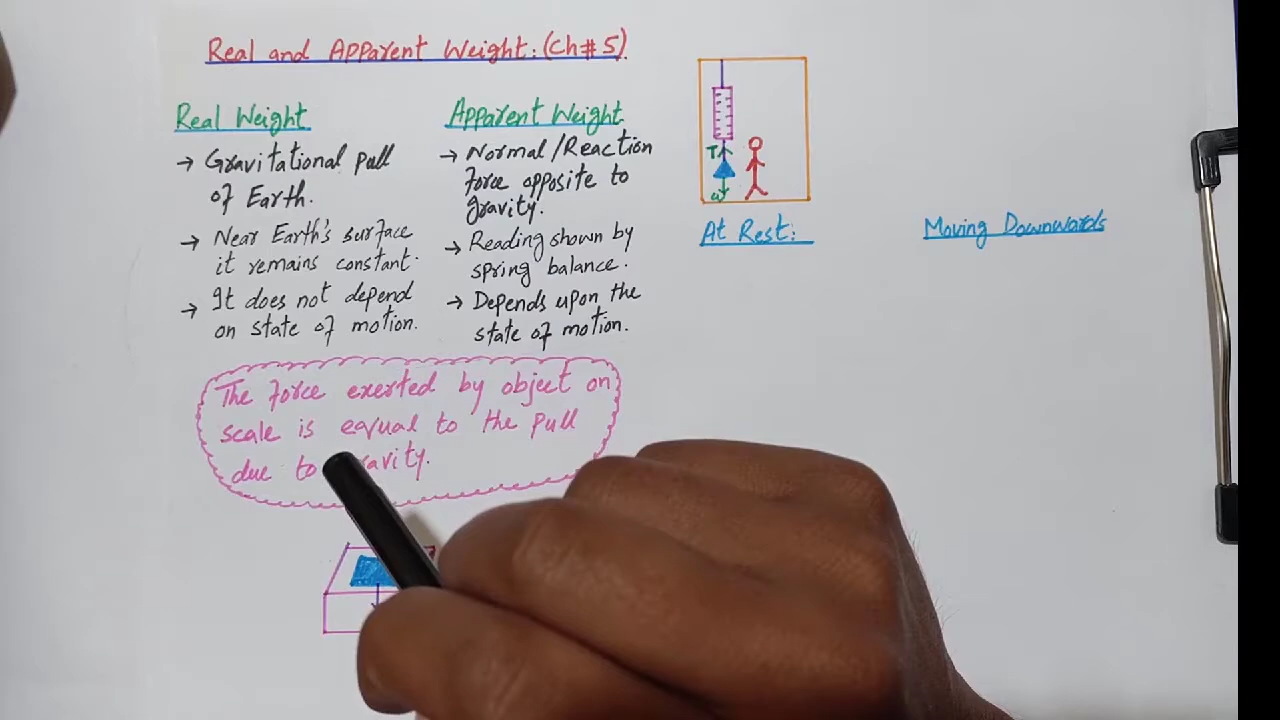 Real and Apparent Weight: (Ch# 5)
Real Weight
→ Gravitational pull
of Earth.
→ Near Earth's surface
it remains constant.
→ It does not depend
on state of motion.
Apparent Weight
→ Normal/Reaction
force opposite to
gravity.
→ Reading shown by
spring balance.
→ Depends upon the
state of motion.
The force exerted by object on
scale is equal to the pull
due to
T
w
At Rest:
Moving Downwards